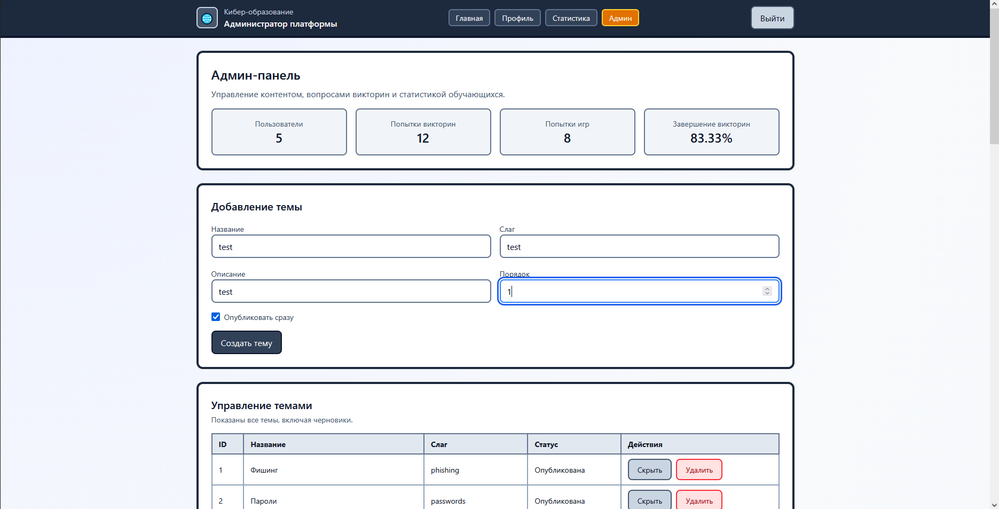 Кибер-образование
Администратор платформы
Главная
Профиль
Статистика
Админ
Выйти
Админ-панель
Управление контентом, вопросами викторин и статистикой обучающихся.
Пользователи
5
Попытки викторин
12
Попытки игр
8
Завершение викторин
83.33%
Добавление темы
Название
Слаг
test
test
Описание
Порядок
test
1
Опубликовать сразу
Создать тему
Управление темами
Показаны все темы, включая черновики.
ID Название Слаг Статус Действия
1 Фишинг phishing Опубликована Скрыть Удалить
2 Пароли passwords Опубликована Скрыть Удалить